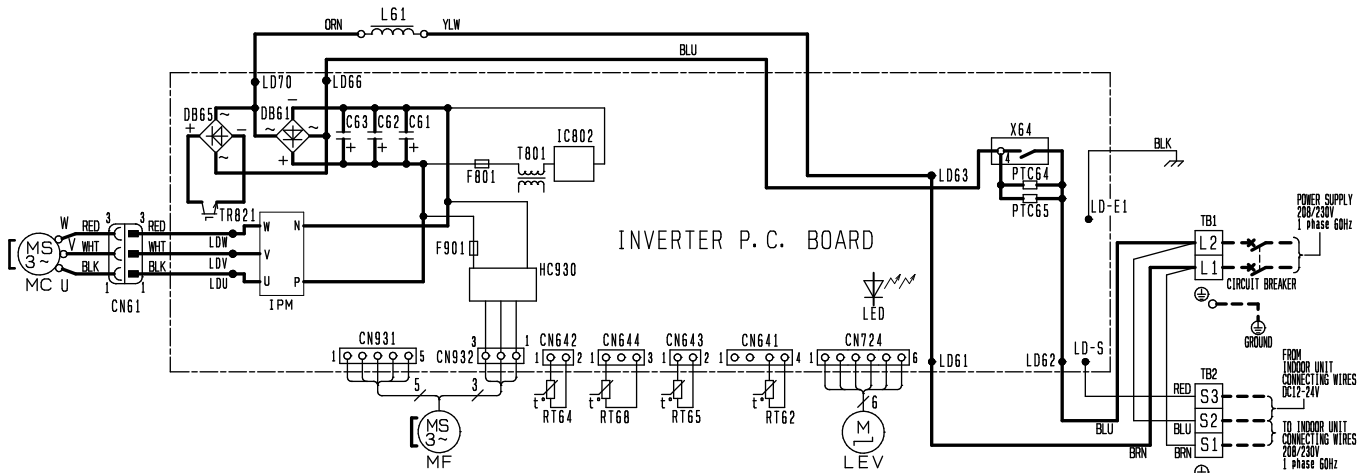 L61
ORN
YLW
BLU
LD70
LD66
DB65
~
-
+
~
DB61
-
~
~
+
C63
C62
C61
+
+
+
IC802
T801
F801
TR821
X64
4
PTC64
PTC65
LD63
BLK
LD-E1
POWER SUPPLY
208/230V
1 phase 60Hz
TB1
L2
L1
CIRCUIT BREAKER
GROUND
W
V
U
RED
WHT
BLK
3
1
3
1
RED
WHT
BLK
LDW
LDV
LDU
MS
3~
MC
CN61
W
V
U
N
P
IPM
F901
HC930
INVERTER P. C. BOARD
LED
CN931
1
5
CN932
3
1
CN642
1
2
CN644
1
3
CN643
1
2
CN641
1
4
CN724
1
6
LD61
LD62
LD-S
5
3
t°
RT64
t°
RT68
t°
RT65
t°
RT62
6
MS
3~
MF
M
LEV
TB2
RED
S3
BLU
BLU
S2
BRN
BRN
S1
FROM
INDOOR UNIT
CONNECTING WIRES
DC12-24V
TO INDOOR UNIT
CONNECTING WIRES
208/230V
1 phase 60Hz